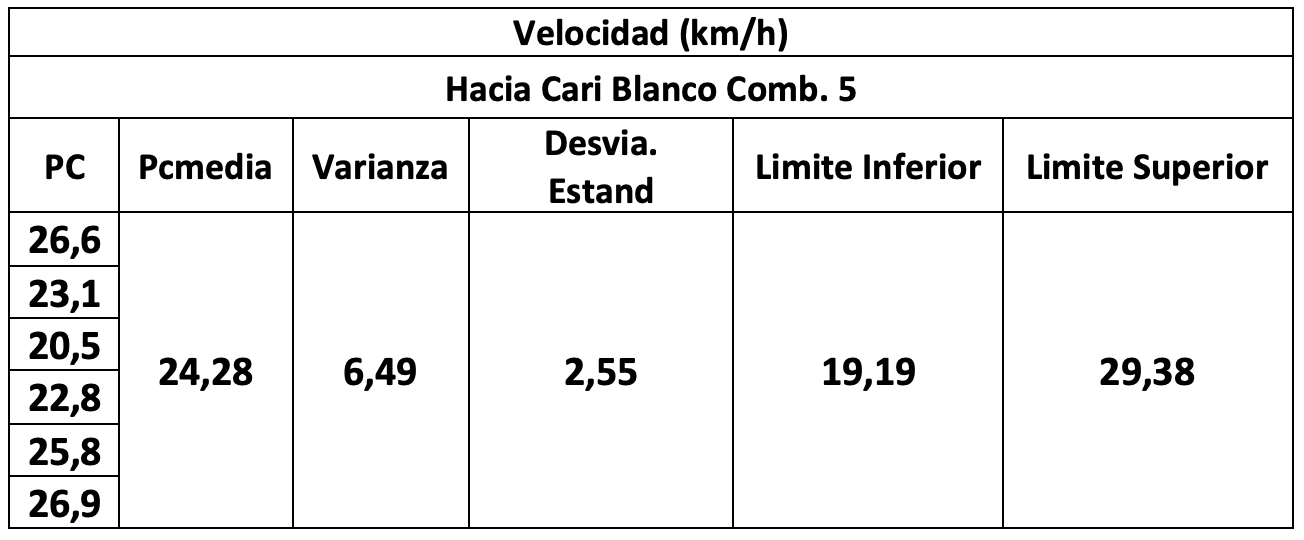 Velocidad (km/h)
Hacia Cari Blanco Comb. 5
PC Pcmedia Varianza Desvia. Estand Limite Inferior Limite Superior
26,6
23,1
20,5
22,8
25,8
26,9
24,28 6,49 2,55 19,19 29,38